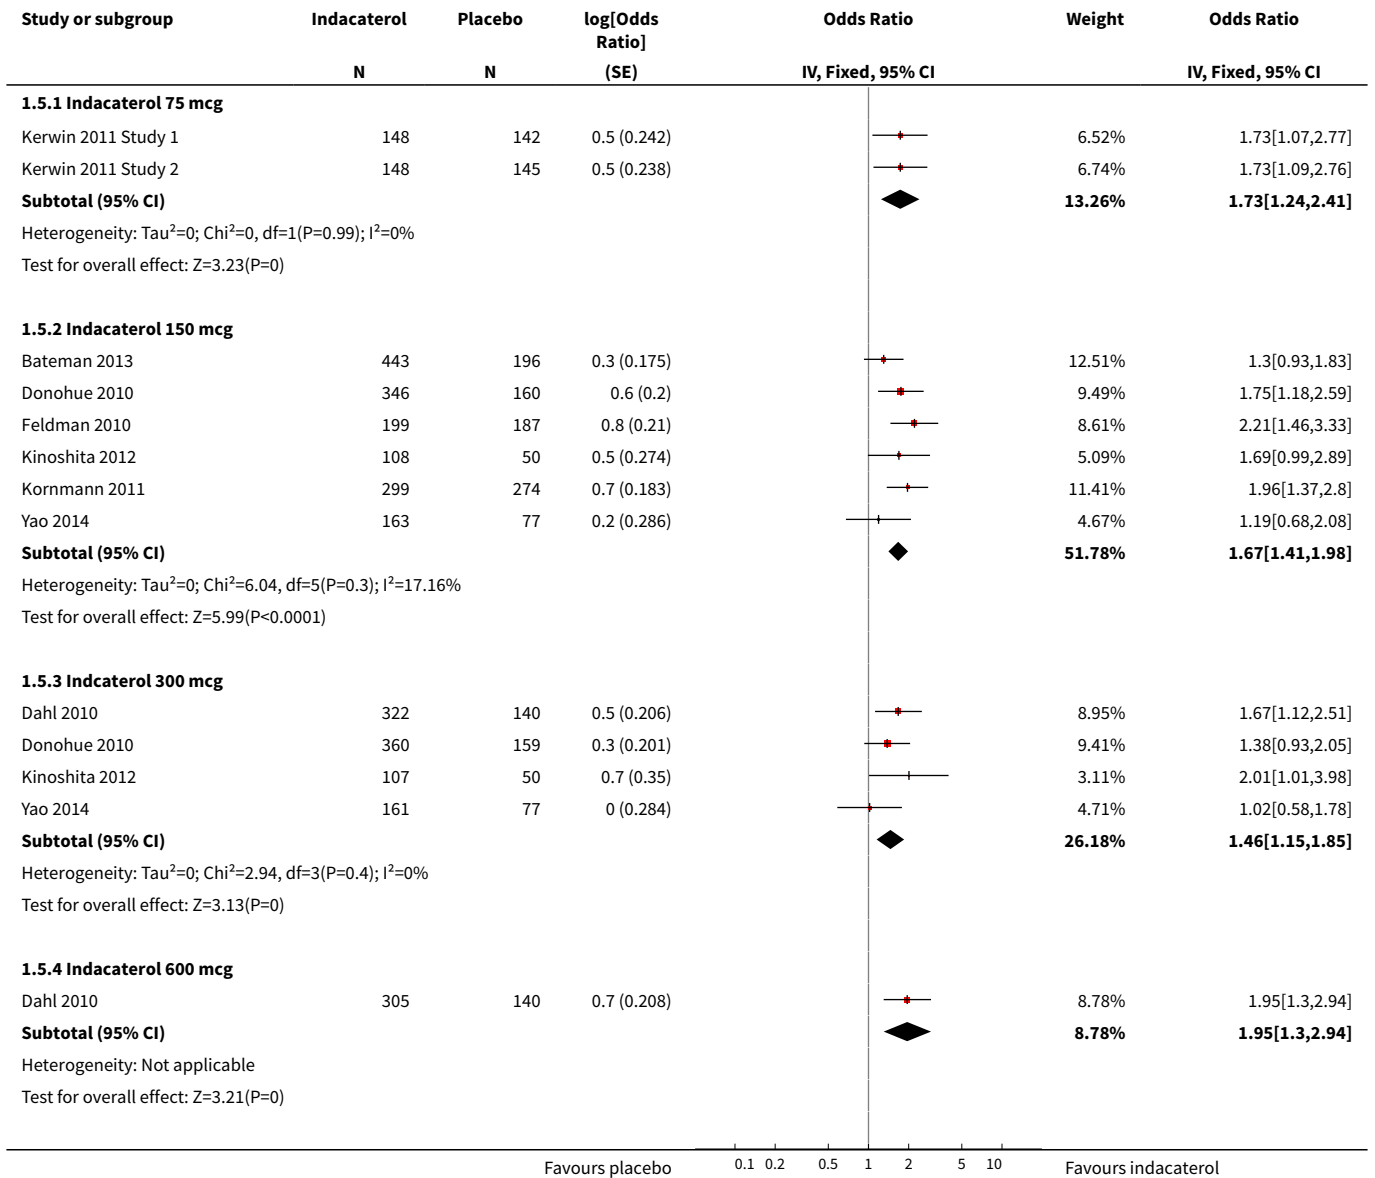 Study or subgroup Indacaterol Placebo log[Odds Ratio] Odds Ratio Weight Odds Ratio
N N (SE) IV, Fixed, 95% CI IV, Fixed, 95% CI
1.5.1 Indacaterol 75 mcg
Kerwin 2011 Study 1 148 142 0.5 (0.242) 6.52% 1.73[1.07,2.77]
Kerwin 2011 Study 2 148 145 0.5 (0.238) 6.74% 1.73[1.09,2.76]
Subtotal (95% CI) 13.26% 1.73[1.24,2.41]
Heterogeneity: Tau²=0; Chi²=0, df=1(P=0.99); I²=0%
Test for overall effect: Z=3.23(P=0)
1.5.2 Indacaterol 150 mcg
Bateman 2013 443 196 0.3 (0.175) 12.51% 1.3[0.93,1.83]
Donohue 2010 346 160 0.6 (0.2) 9.49% 1.75[1.18,2.59]
Feldman 2010 199 187 0.8 (0.21) 8.61% 2.21[1.46,3.33]
Kinoshita 2012 108 50 0.5 (0.274) 5.09% 1.69[0.99,2.89]
Kornmann 2011 299 274 0.7 (0.183) 11.41% 1.96[1.37,2.8]
Yao 2014 163 77 0.2 (0.286) 4.67% 1.19[0.68,2.08]
Subtotal (95% CI) 51.78% 1.67[1.41,1.98]
Heterogeneity: Tau²=0; Chi²=6.04, df=5(P=0.3); I²=17.16%
Test for overall effect: Z=5.99(P<0.0001)
1.5.3 Indcaterol 300 mcg
Dahl 2010 322 140 0.5 (0.206) 8.95% 1.67[1.12,2.51]
Donohue 2010 360 159 0.3 (0.201) 9.41% 1.38[0.93,2.05]
Kinoshita 2012 107 50 0.7 (0.35) 3.11% 2.01[1.01,3.98]
Yao 2014 161 77 0 (0.284) 4.71% 1.02[0.58,1.78]
Subtotal (95% CI) 26.18% 1.46[1.15,1.85]
Heterogeneity: Tau²=0; Chi²=2.94, df=3(P=0.4); I²=0%
Test for overall effect: Z=3.13(P=0)
1.5.4 Indacaterol 600 mcg
Dahl 2010 305 140 0.7 (0.208) 8.78% 1.95[1.3,2.94]
Subtotal (95% CI) 8.78% 1.95[1.3,2.94]
Heterogeneity: Not applicable
Test for overall effect: Z=3.21(P=0)
Favours placebo 0.1 0.2 0.5 1 2 5 10 Favours indacaterol